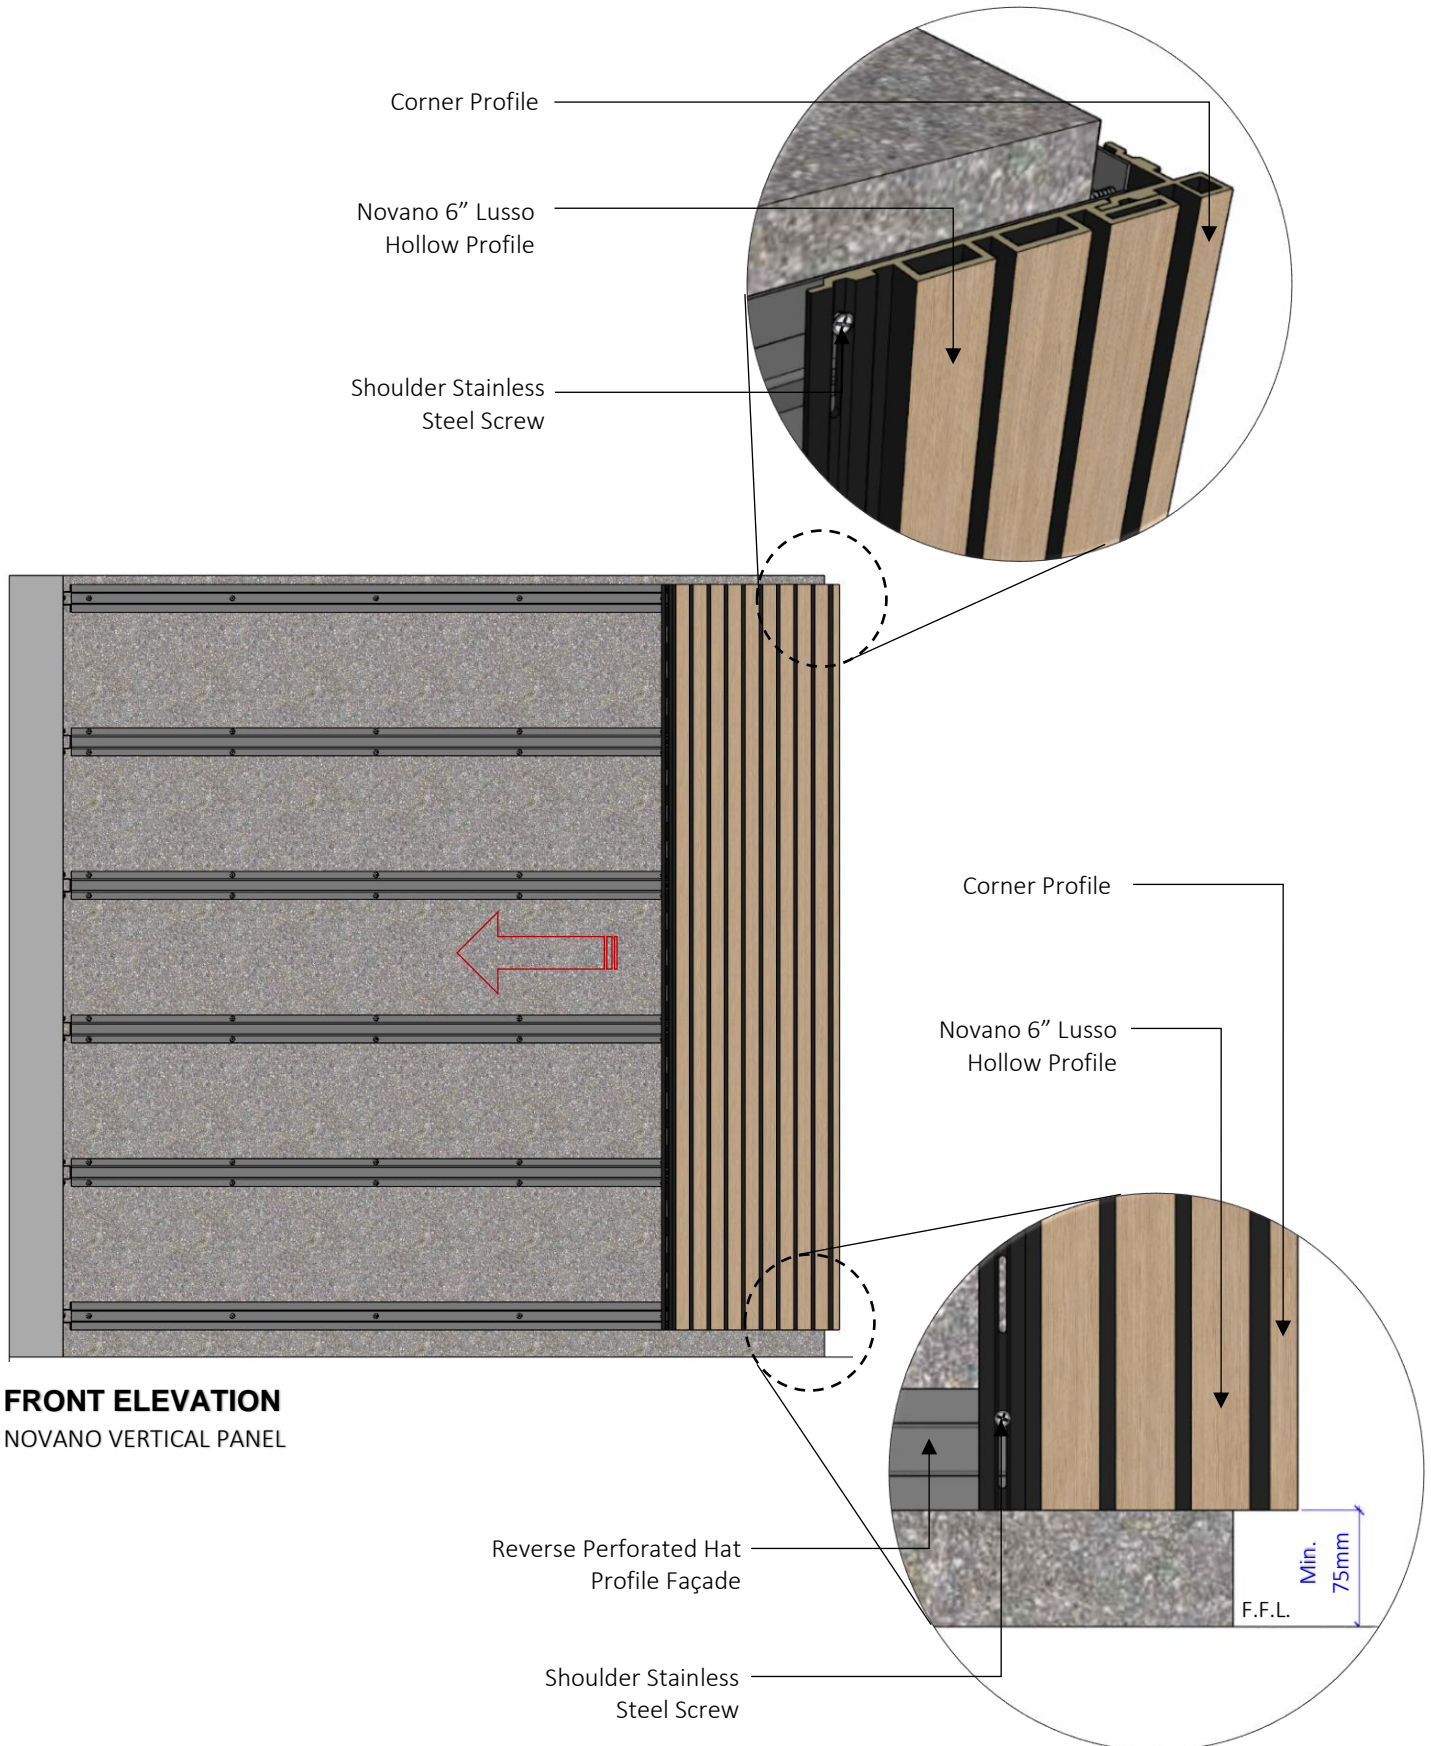 Corner Profile
Novano 6” Lusso
Hollow Profile
Shoulder Stainless
Steel Screw
Corner Profile
Novano 6” Lusso
Hollow Profile
FRONT ELEVATION
NOVANO VERTICAL PANEL
Reverse Perforated Hat
Profile Façade
Min.
75mm
F.F.L.
Shoulder Stainless
Steel Screw